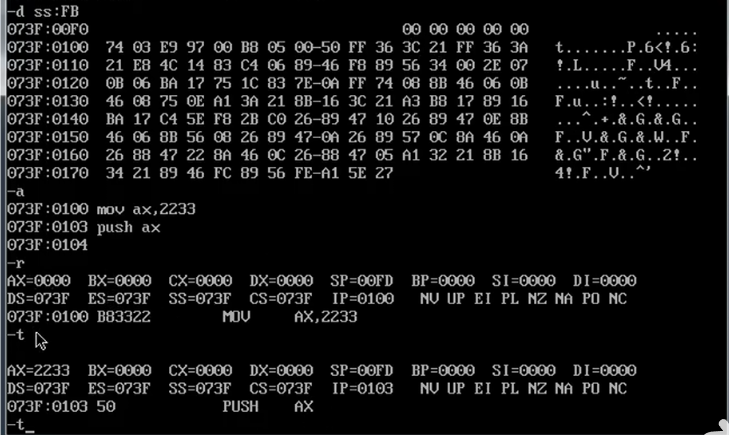 -d ss:FB
073F:00F0                                   00 00 00 00 00              .....
073F:0100  74 03 E9 97 00 B8 05 00-50 FF 36 3C 21 FF 36 3A   t.......P.6<!.6:
073F:0110  21 E8 4C 14 83 C4 06 89-46 F8 89 56 34 00 2E 07   !.L.....F..V4...
073F:0120  0B 06 BA 17 75 1C 83 7E-0A FF 74 08 8B 46 06 0B   ....u..~..t..F..
073F:0130  46 08 75 0E A1 3A 21 8B-16 3C 21 A3 B8 17 89 16   F.u..:!..<!.....
073F:0140  BA 17 C4 5E F8 2B C0 26-89 47 10 26 89 47 0E 8B   ...^.+.&.G.&.G..
073F:0150  46 06 8B 56 08 26 89 47-0A 26 89 57 0C 8A 46 0A   F..V.&.G.&.W..F.
073F:0160  26 88 47 22 8A 46 0C 26-88 47 05 A1 32 21 8B 16   &.G".F.&.G..2!..
073F:0170  34 21 89 46 FC 89 56 FE-A1 5E 27                  4!.F..V..^'
-a
073F:0100 mov ax,2233
073F:0103 push ax
073F:0104
-r
AX=0000  BX=0000  CX=0000  DX=0000  SP=00FD  BP=0000  SI=0000  DI=0000
DS=073F  ES=073F  SS=073F  CS=073F  IP=0100   NV UP EI PL NZ NA PO NC
073F:0100 B83322        MOV     AX,2233
-t
AX=2233  BX=0000  CX=0000  DX=0000  SP=00FD  BP=0000  SI=0000  DI=0000
DS=073F  ES=073F  SS=073F  CS=073F  IP=0103   NV UP EI PL NZ NA PO NC
073F:0103 50            PUSH    AX
-t_